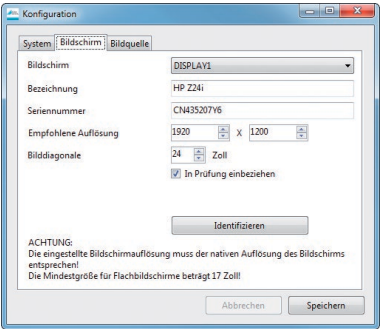 Konfiguration
System Bildschirm Bildquelle
Bildschirm DISPLAY1
Bezeichnung HP Z24i
Seriennummer CN435207Y6
Empfohlene Auflösung 1920 X 1200
Bilddiagonale 24 Zoll
In Prüfung einbeziehen
Identifizieren
ACHTUNG:
Die eingestellte Bildschirmauflösung muss der nativen Auflösung des Bildschirms
entsprechen!
Die Mindestgröße für Flachbildschirme beträgt 17 Zoll!
Abbrechen Speichern